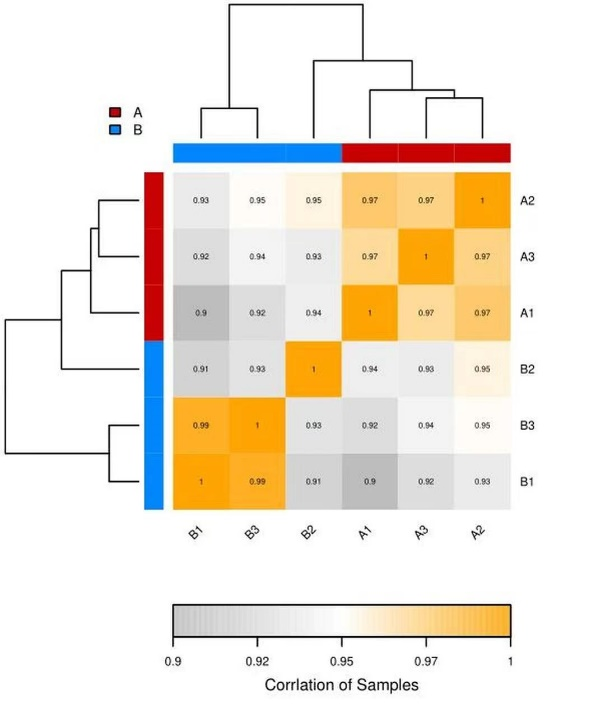 A
B
0.93 0.95 0.95 0.97 0.97 1 A2
0.92 0.94 0.93 0.97 1 0.97 A3
0.9 0.92 0.94 1 0.97 0.97 A1
0.91 0.93 1 0.94 0.93 0.95 B2
0.99 1 0.93 0.92 0.94 0.95 B3
1 0.99 0.91 0.9 0.92 0.93 B1
B1 B3 B2 A1 A3 A2
0.9 0.92 0.95 0.97 1
Corrlation of Samples